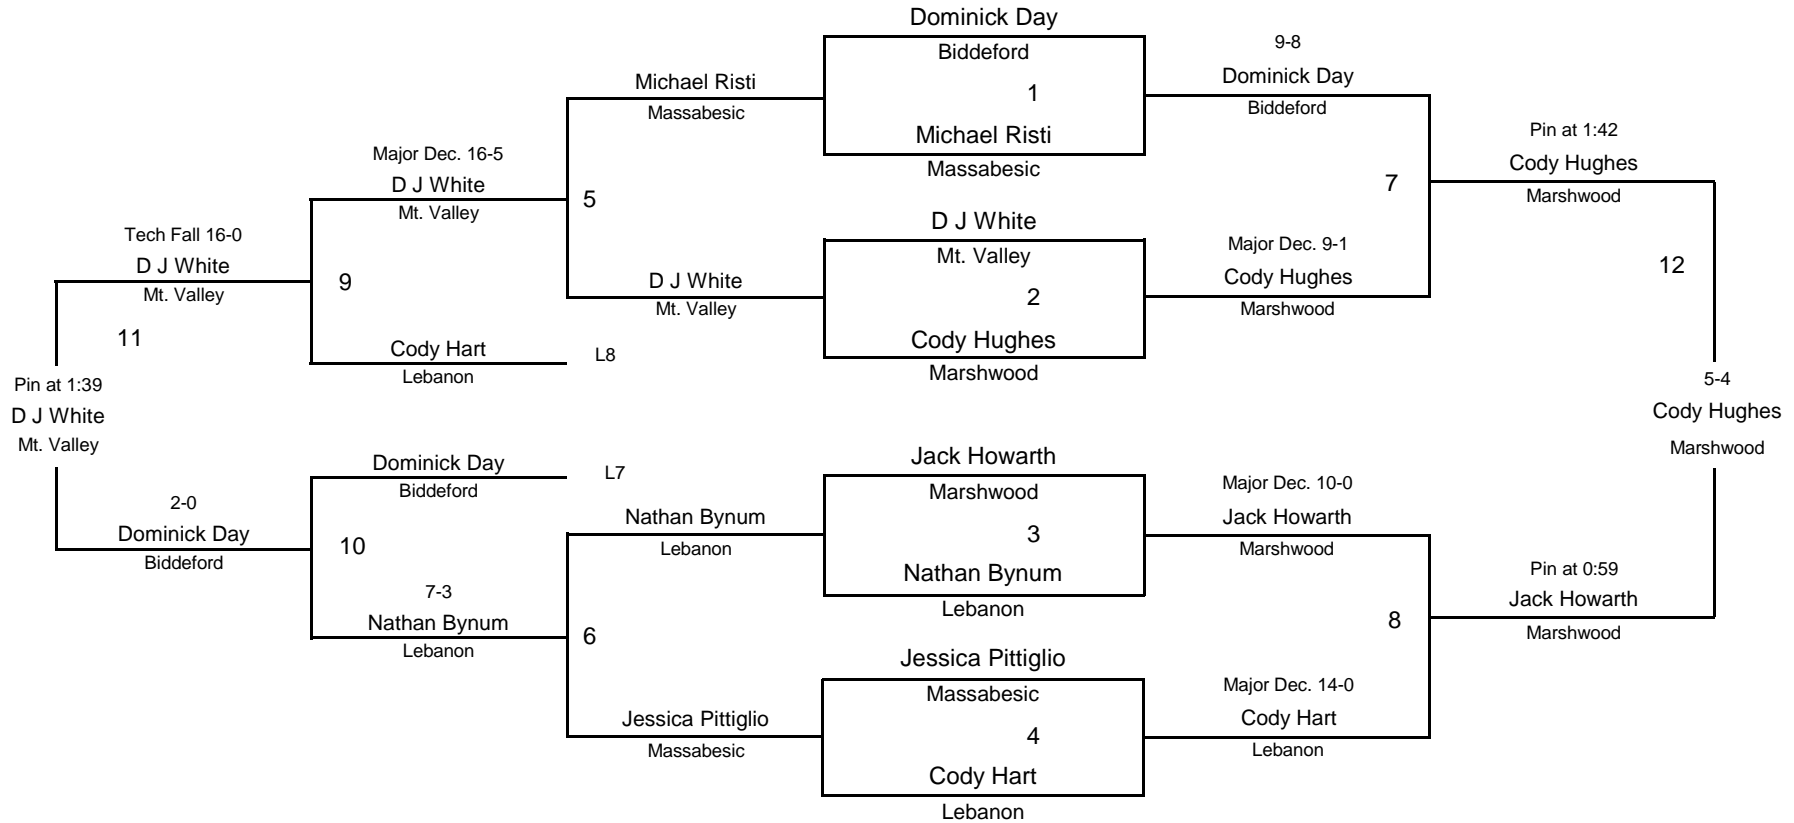 Dominick Day
Biddeford
1
Michael Risti
Massabesic
D J White
Mt. Valley
2
Cody Hughes
Marshwood
Jack Howarth
Marshwood
3
Nathan Bynum
Lebanon
Jessica Pittiglio
Massabesic
4
Cody Hart
Lebanon
9-8
Dominick Day
Biddeford
7
Major Dec. 9-1
Cody Hughes
Marshwood
Major Dec. 10-0
Jack Howarth
Marshwood
8
Major Dec. 14-0
Cody Hart
Lebanon
Pin at 1:42
Cody Hughes
Marshwood
12
Pin at 0:59
Jack Howarth
Marshwood
5-4
Cody Hughes
Marshwood
Michael Risti
Massabesic
5
D J White
Mt. Valley
Nathan Bynum
Lebanon
6
Jessica Pittiglio
Massabesic
Major Dec. 16-5
D J White
Mt. Valley
9
Cody Hart
L8
Lebanon
Dominick Day
L7
Biddeford
10
7-3
Nathan Bynum
Lebanon
Tech Fall 16-0
D J White
Mt. Valley
11
2-0
Dominick Day
Biddeford
Pin at 1:39
D J White
Mt. Valley